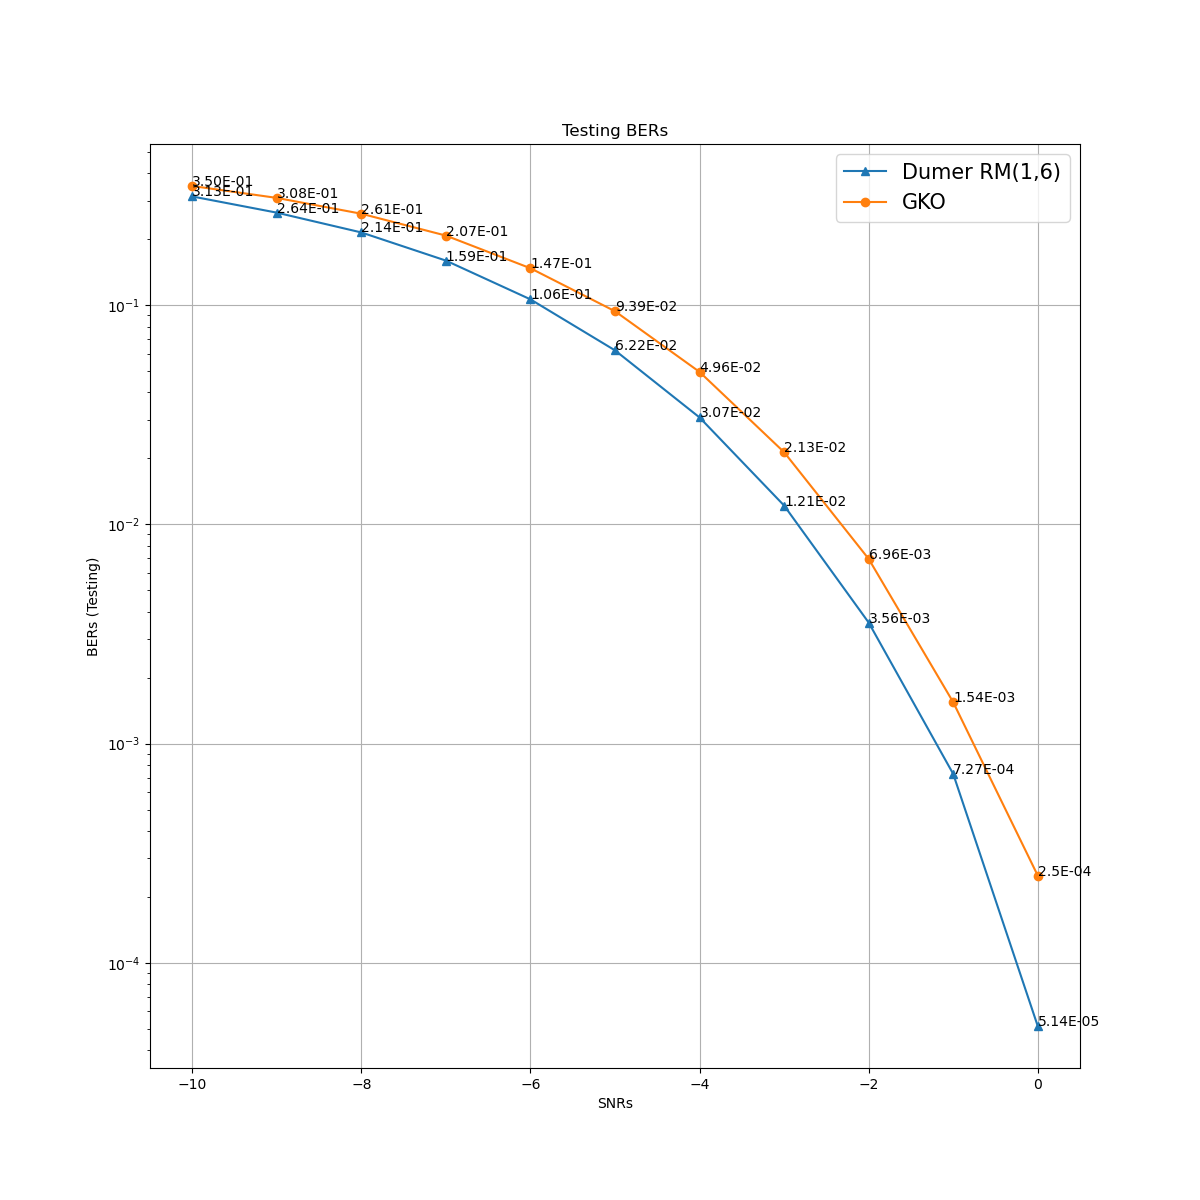 Testing BERs
Dumer RM(1,6)
GKO
3.50E-01
3.13E-01
3.08E-01
2.64E-01
2.61E-01
2.14E-01
2.07E-01
1.59E-01
1.47E-01
1.06E-01
9.39E-02
6.22E-02
4.96E-02
3.07E-02
2.13E-02
1.21E-02
6.96E-03
3.56E-03
1.54E-03
7.27E-04
2.5E-04
5.14E-05
10⁻¹
10⁻²
10⁻³
10⁻⁴
BERs (Testing)
−10 −8 −6 −4 −2 0
SNRs